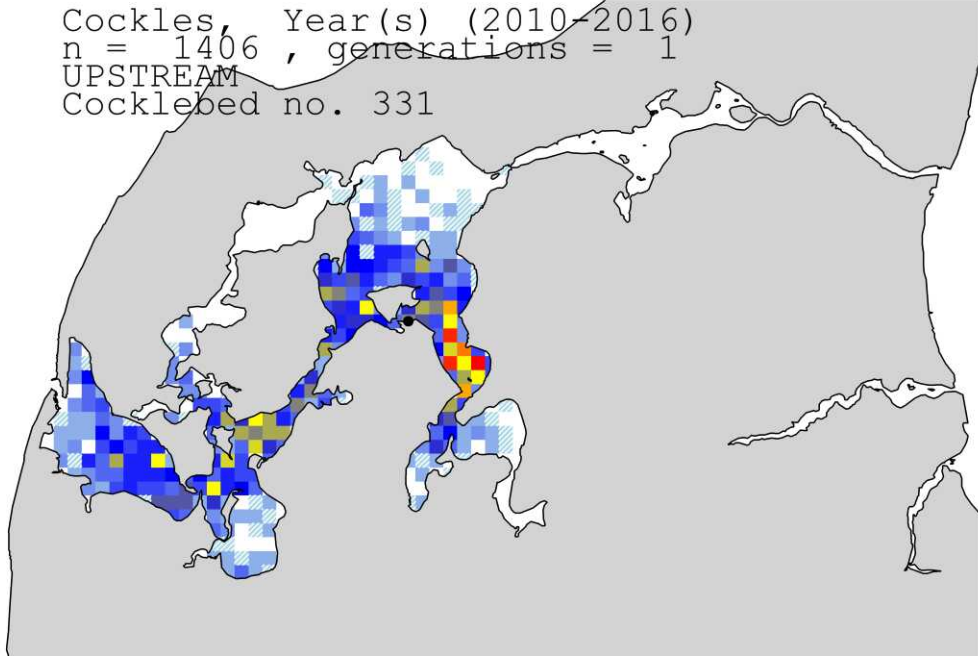 Cockles,  Year(s) (2010-2016)
n =  1406 , generations =  1
UPSTREAM
Cocklebed no. 331